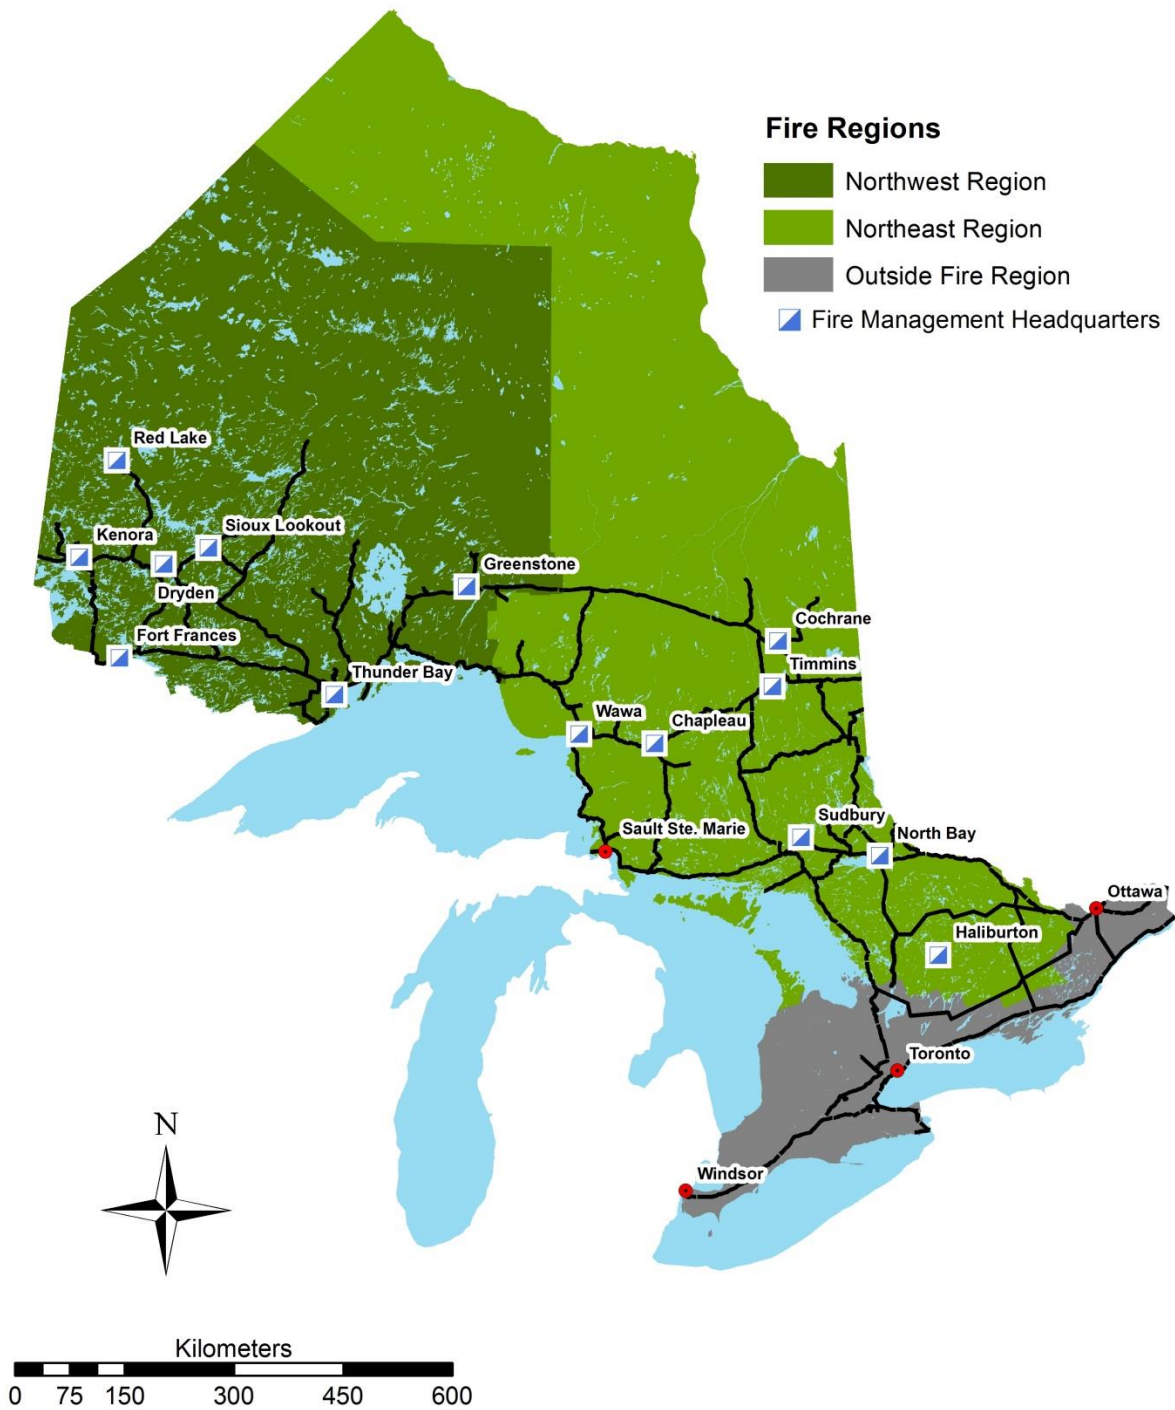 Fire Regions
Northwest Region
Northeast Region
Outside Fire Region
Fire Management Headquarters
Red Lake
Sioux Lookout
Kenora
Greenstone
Dryden
Cochrane
Fort Frances
Timmins
Thunder Bay
Wawa
Chapleau
Sudbury
Sault Ste. Marie
North Bay
Ottawa
Haliburton
Toronto
N
Windsor
Kilometers
0 75 150 300 450 600